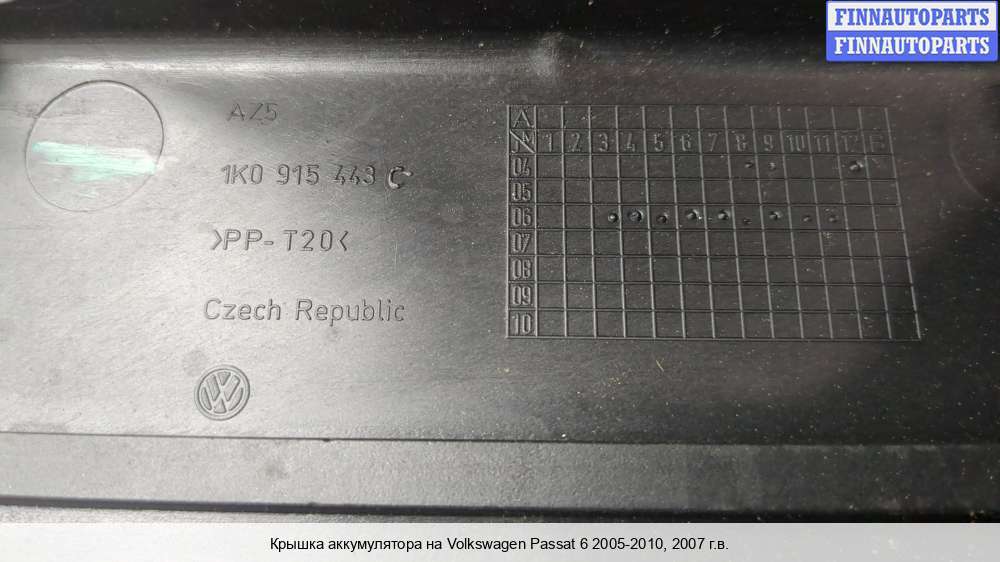 FINNAUTOPARTS
FINNAUTOPARTS
AZ5
1K0 915 443 C
>PP-T20<
Czech Republic
A
N 1 2 3 4 5 6 7 8 9 10 11 12 13
04
05
06
07
08
09
10
Крышка аккумулятора на Volkswagen Passat 6 2005-2010, 2007 г.в.